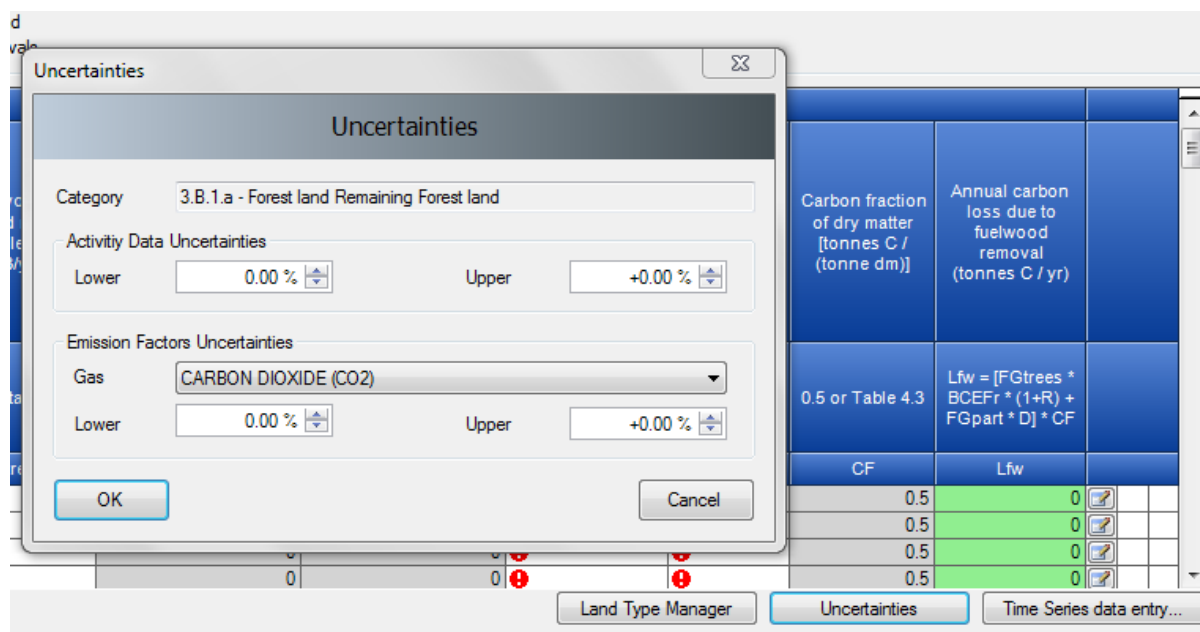 d
Uncertainties
Uncertainties
Category 3.B.1.a - Forest land Remaining Forest land
Activitiy Data Uncertainties
Lower 0.00 % Upper +0.00 %
Emission Factors Uncertainties
Gas CARBON DIOXIDE (CO2)
Lower 0.00 % Upper +0.00 %
OK Cancel
Carbon fraction
of dry matter
[tonnes C /
(tonne dm)]
Annual carbon
loss due to
fuelwood
removal
(tonnes C / yr)
0.5 or Table 4.3
Lfw = [FGtrees *
BCEFr * (1+R) +
FGpart * D] * CF
CF Lfw
0.5 0
0.5 0
0.5 0
0 0 0.5 0
Land Type Manager Uncertainties Time Series data entry...